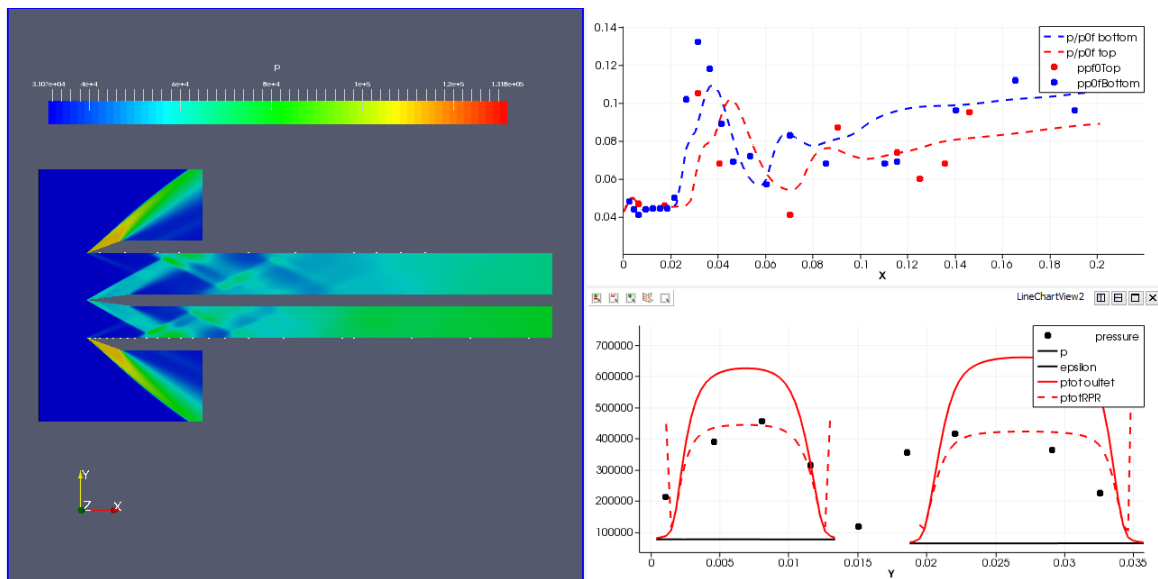 p
3.107e+04 4e+4 6e+4 8e+4 1e+5 12e+5 1.318e+05
Y
Z X
0.14
0.12
0.1
0.08
0.06
0.04
p/p0f bottom
p/p0f top
ppf0Top
pp0fBottom
0 0.02 0.04 0.06 0.08 0.1 0.12 0.14 0.16 0.18 0.2
X
LineChartView2
700000
600000
500000
400000
300000
200000
100000
pressure
p
epsilon
ptot oultet
ptotRPR
0 0.005 0.01 0.015 0.02 0.025 0.03 0.035
Y